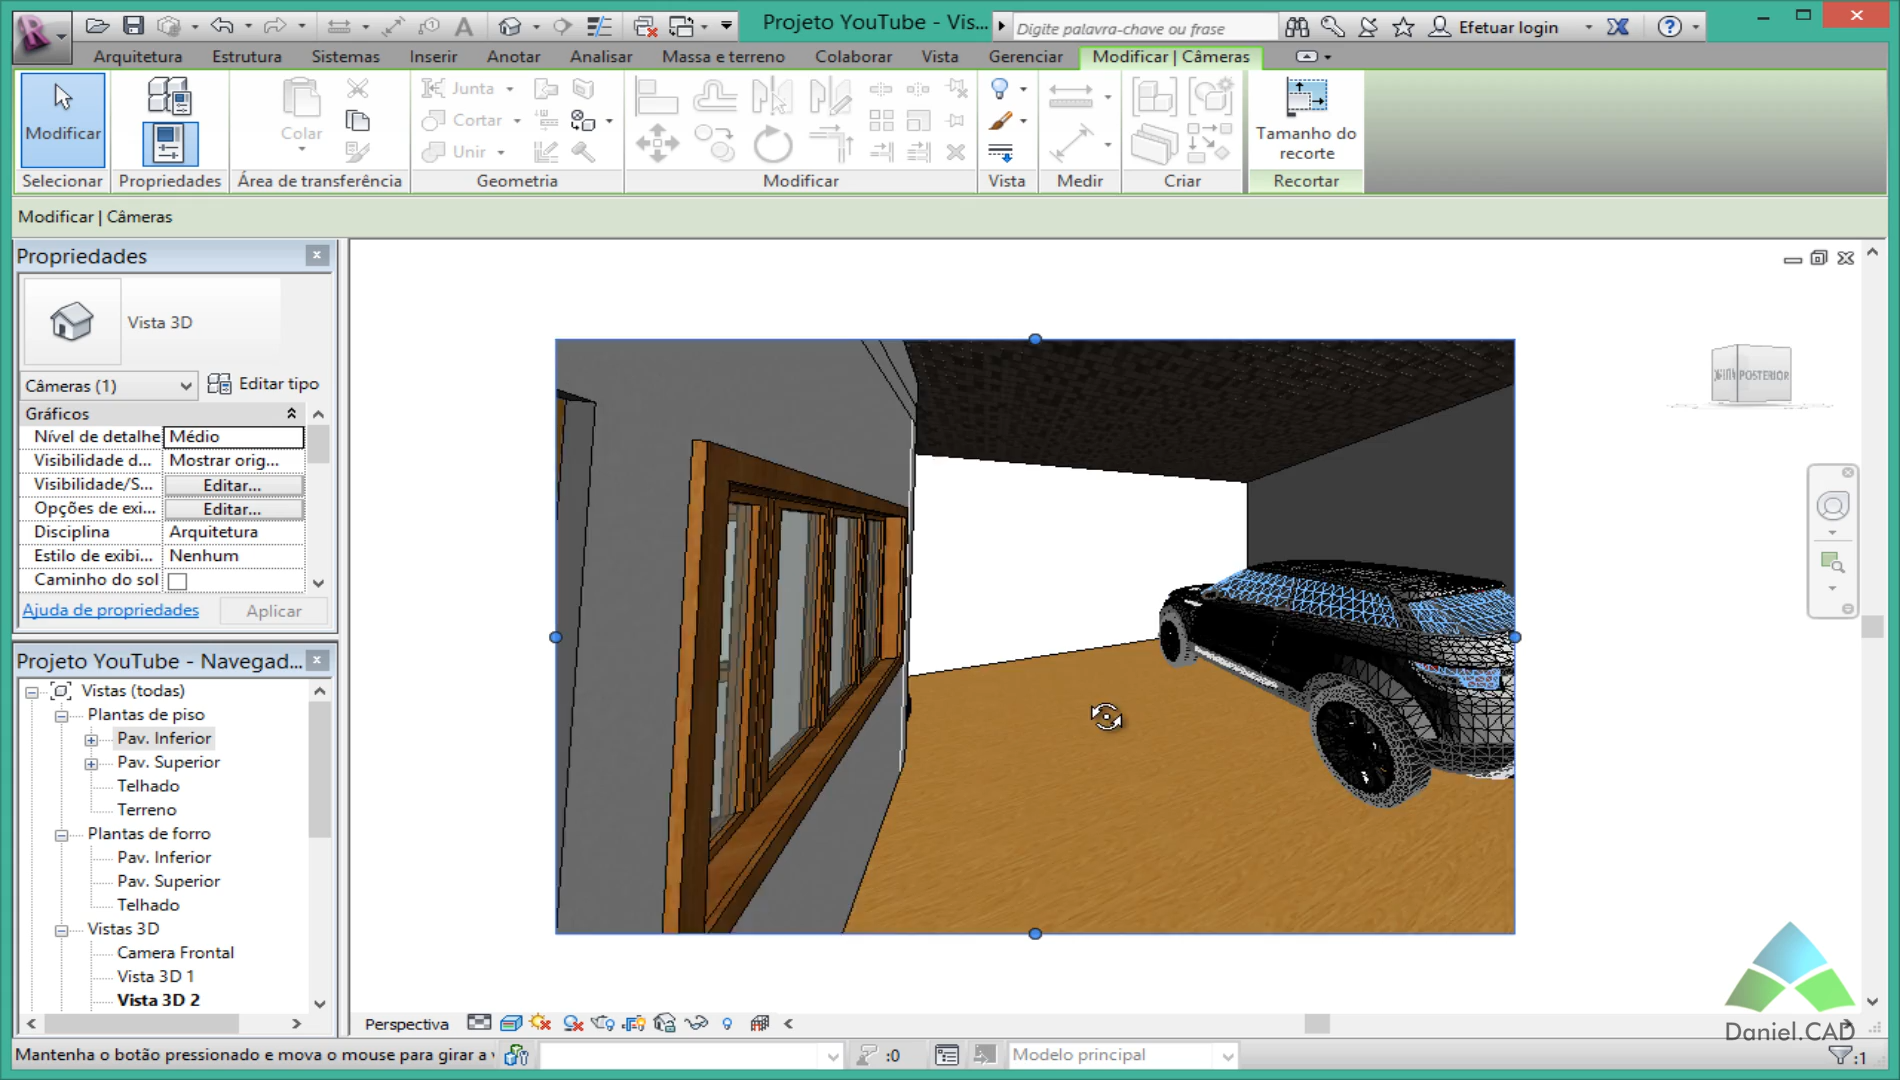 Projeto YouTube - Vis...
Digite palavra-chave ou frase
Efetuar login
Arquitetura
Estrutura
Sistemas
Inserir
Anotar
Analisar
Massa e terreno
Colaborar
Vista
Gerenciar
Modificar | Câmeras
Modificar
Colar
Junta
Cortar
Unir
Tamanho do
recorte
Selecionar
Propriedades
Área de transferência
Geometria
Modificar
Vista
Medir
Criar
Recortar
Modificar | Câmeras
Propriedades
Vista 3D
Câmeras (1)
Editar tipo
Gráficos
Nível de detalhe Médio
Visibilidade d... Mostrar orig...
Visibilidade/S... Editar...
Opções de exi... Editar...
Disciplina Arquitetura
Estilo de exibi... Nenhum
Caminho do sol
Ajuda de propriedades
Aplicar
Projeto YouTube - Navegad...
Vistas (todas)
Plantas de piso
Pav. Inferior
Pav. Superior
Telhado
Terreno
Plantas de forro
Pav. Inferior
Pav. Superior
Telhado
Vistas 3D
Camera Frontal
Vista 3D 1
Vista 3D 2
POSTERIOR
Perspectiva
Daniel.CAD
Mantenha o botão pressionado e mova o mouse para girar a
:0
Modelo principal
:1